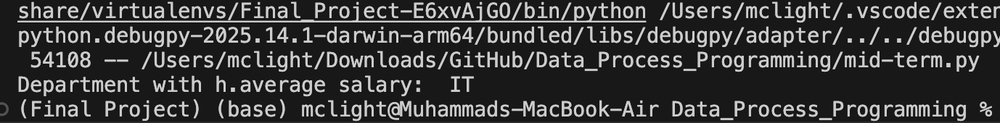 share/virtualenvs/Final_Project-E6xvAjGO/bin/python /Users/mclight/.vscode/exten
python.debugpy-2025.14.1-darwin-arm64/bundled/libs/debugpy/adapter/../../debugpy
54108 -- /Users/mclight/Downloads/GitHub/Data_Process_Programming/mid-term.py
Department with h.average salary:  IT
(Final Project) (base) mclight@Muhammads-MacBook-Air Data_Process_Programming %